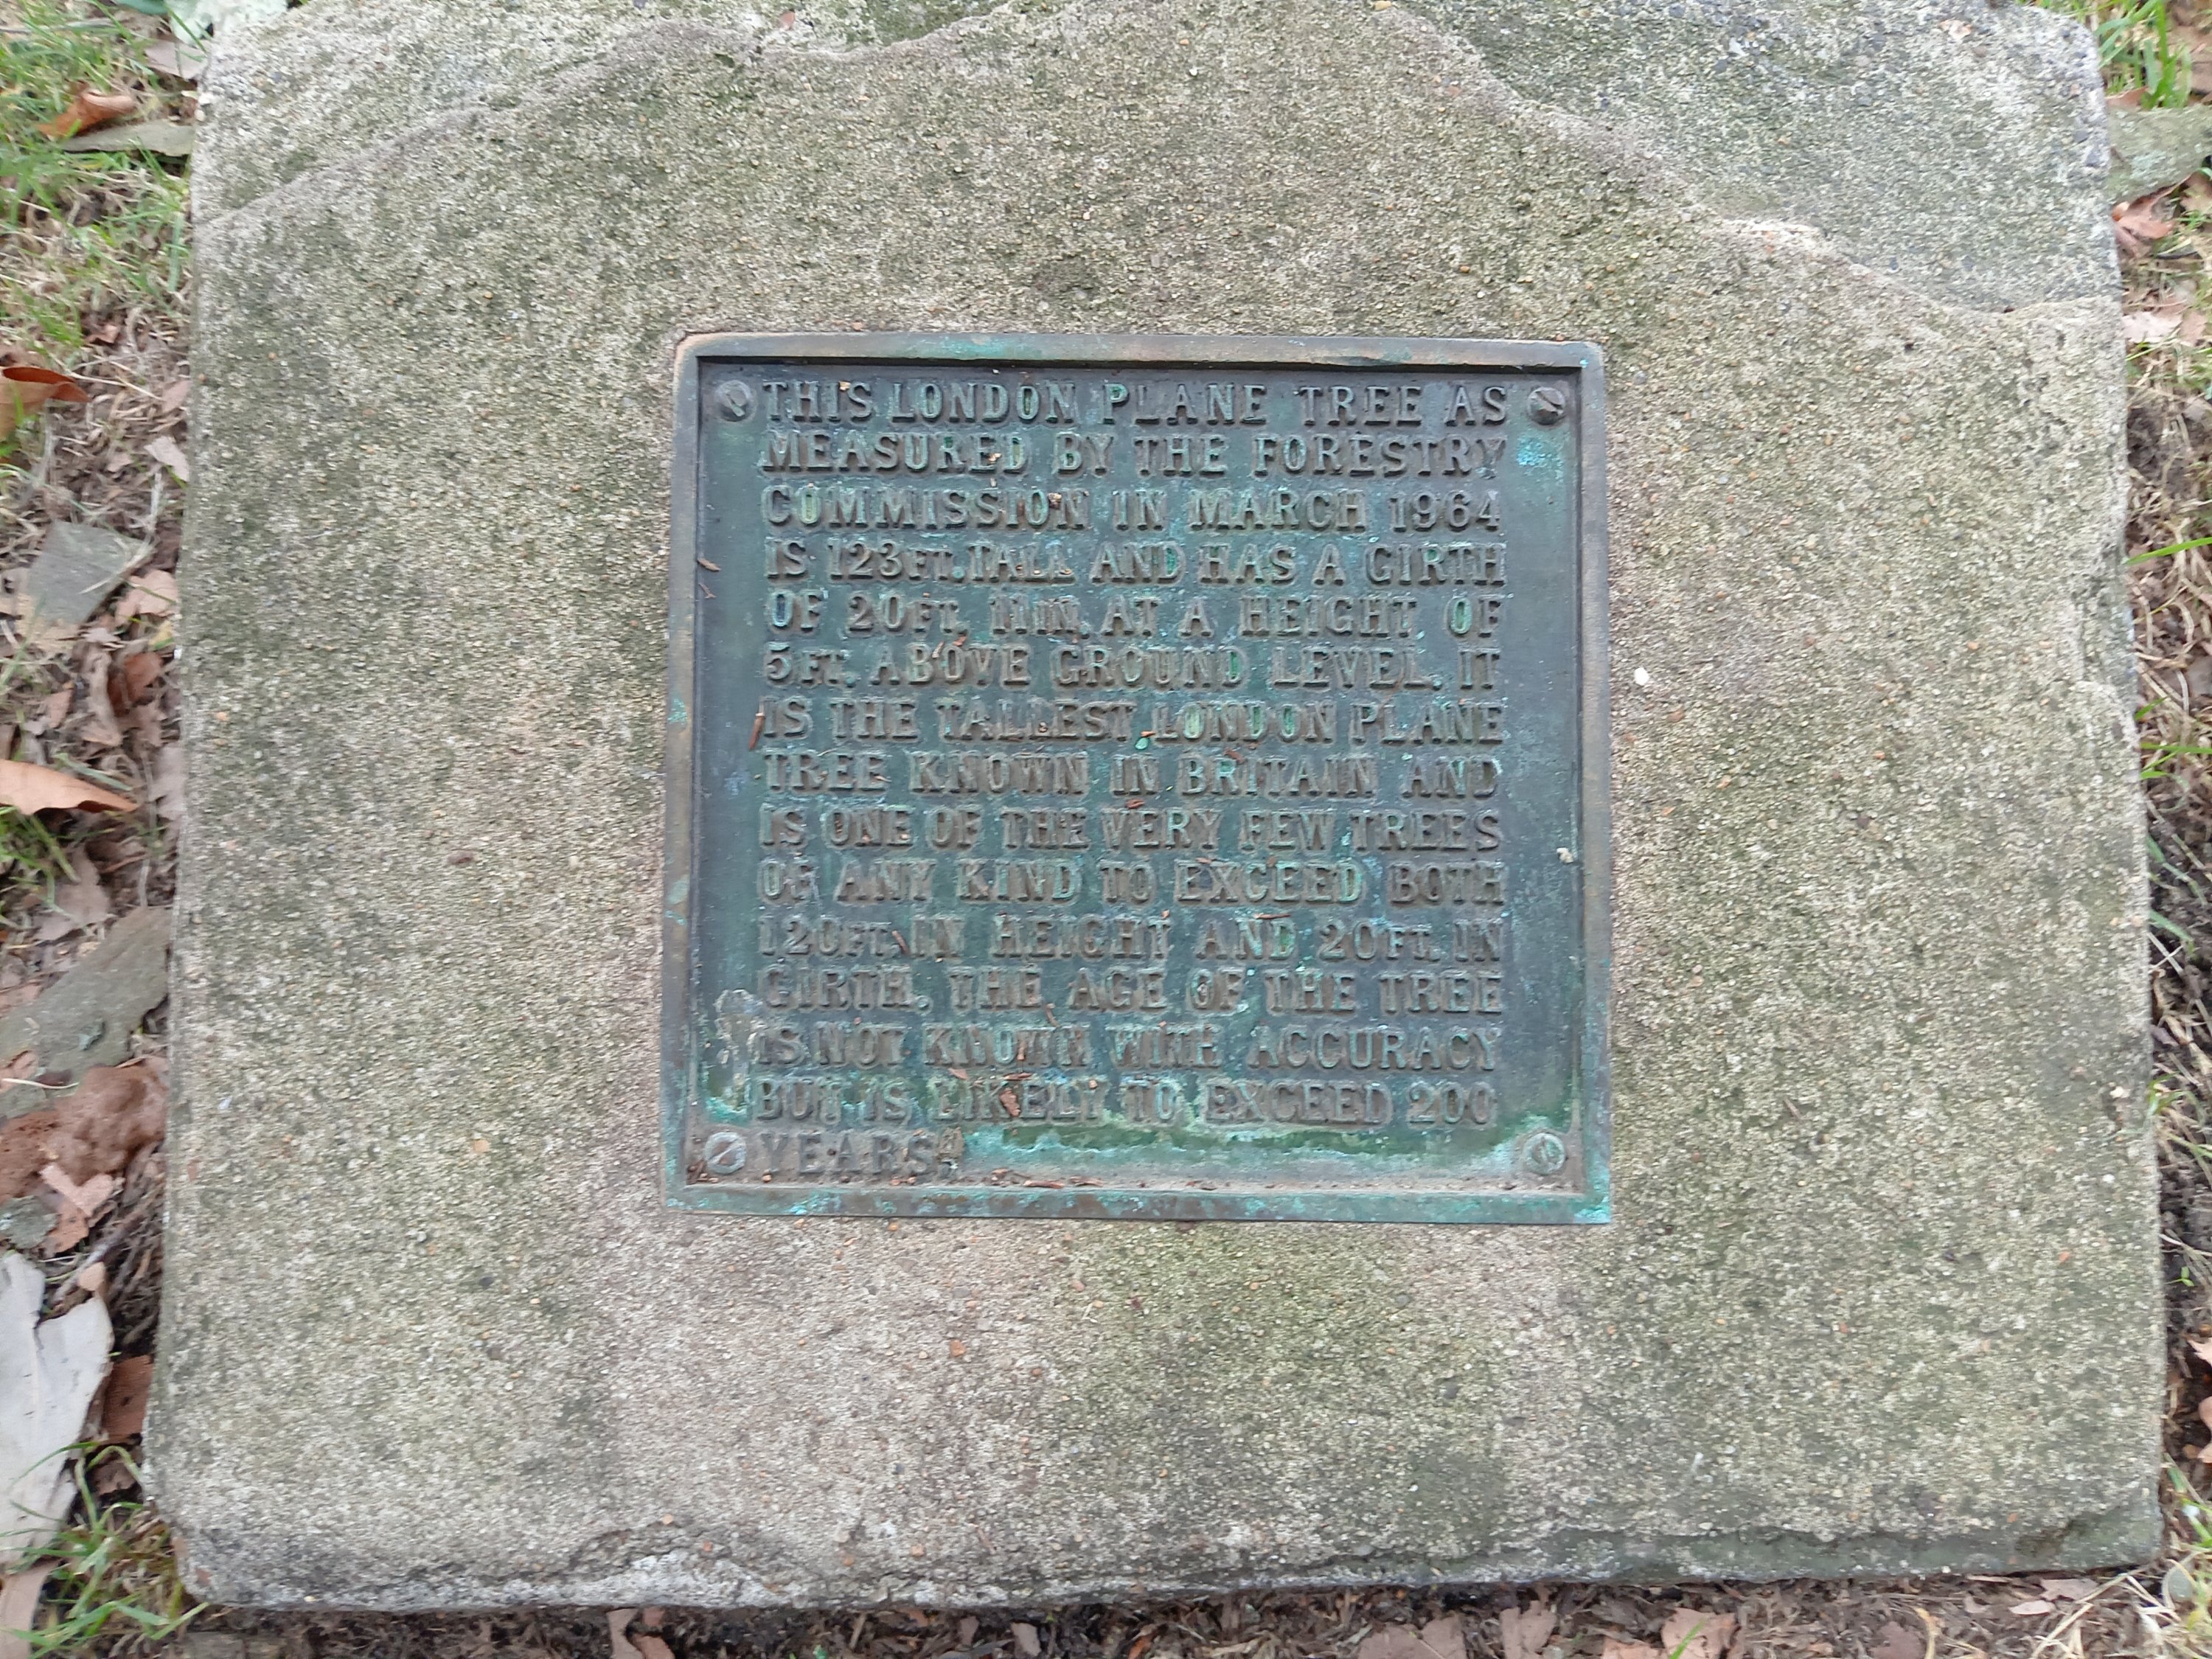 THIS LONDON PLANE TREE AS
MEASURED BY THE FORESTRY
COMMISSION IN MARCH 1964
IS 123FT. TALL AND HAS A GIRTH
OF 20FT. 11IN. AT A HEIGHT OF
5FT. ABOVE GROUND LEVEL. IT
IS THE TALLEST LONDON PLANE
TREE KNOWN IN BRITAIN AND
IS ONE OF THE VERY FEW TREES
OF ANY KIND TO EXCEED BOTH
120FT. IN HEIGHT AND 20FT. IN
GIRTH. THE AGE OF THE TREE
IS NOT KNOWN WITH ACCURACY
BUT IS LIKELY TO EXCEED 200
YEARS.